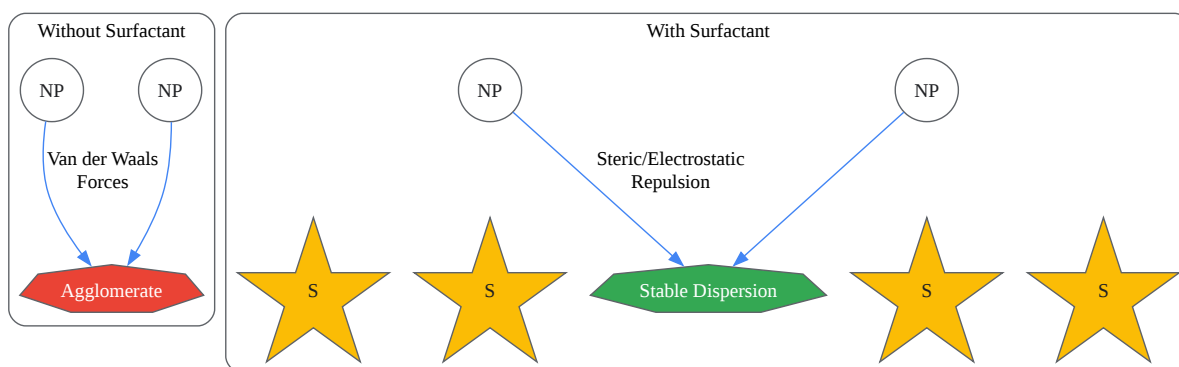 Without Surfactant
NP
NP
Van der Waals
Forces
Agglomerate
With Surfactant
NP
NP
Steric/Electrostatic
Repulsion
S
S
Stable Dispersion
S
S